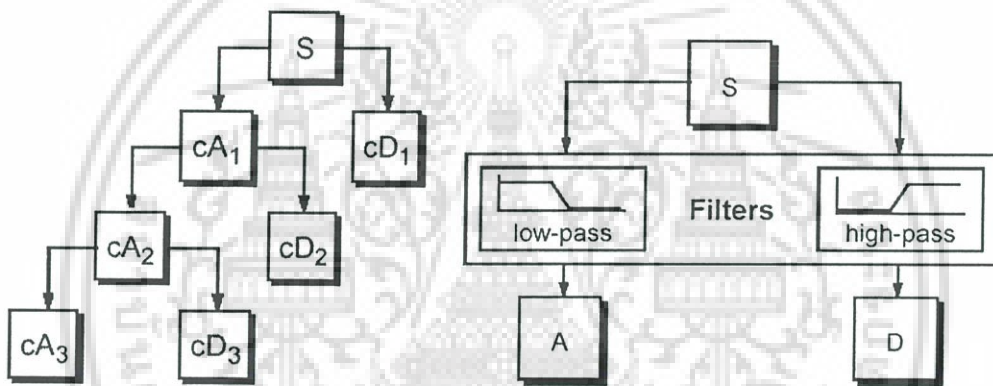 S
cA1 cD1
cA2 cD2
cA3 cD3
S
low-pass Filters high-pass
A D